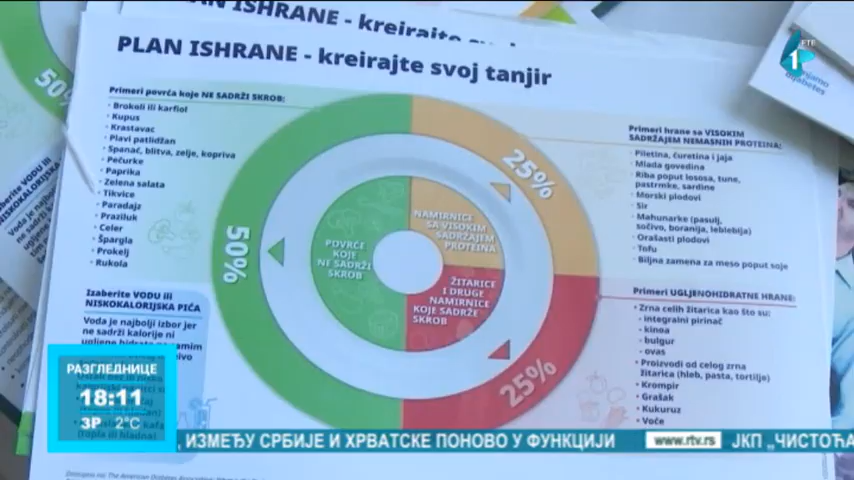 AN ISHRANE - kreirajte
PLAN ISHRANE - kreirajte svoj tanjir
50%
Primeri povrća koje NE SADRŽI SKROB:
• Brokoli ili karfiol
• Kupus
• Krastavac
• Plavi patlidžan
• Spanać, blitva, zelje, kopriva
• Pečurke
• Paprika
• Zelena salata
• Tikvice
• Paradajz
• Praziluk
• Celer
• Špargla
• Prokelj
• Rukola
50%
25%
25%
POVRĆE
KOJE
NE SADRŽI
SKROB
NAMIRNICE
SA VISOKIM
SADRŽAJEM
PROTEINA
ŽITARICE
I DRUGE
NAMIRNICE
KOJE SADRŽE
SKROB
Primeri hrane sa VISOKIM
SADRŽAJEM NEMASNIH PROTEINA:
• Piletina, ćuretina i jaja
• Mlada govedina
• Riba poput lososa, tune,
pastrmke, sardine
• Morski plodovi
• Sir
• Mahunarke (pasulj,
sočivo, boranija, leblebija)
• Orašasti plodovi
• Tofu
• Biljna zamena za meso poput soje
Primeri UGLJENOHIDRATNE HRANE:
• Zrna celih žitarica kao što su:
- integralni pirinač
- kinoa
- bulgur
- ovas
• Proizvodi od celog zrna
žitarica (hleb, pasta, tortilje)
• Krompir
• Grašak
• Kukuruz
• Voće
Izaberite VODU ili
NISKOKALORIJSKA PIĆA
Voda je najbolji izbor jer
ne sadrži kalorije ni
dijabetes
1
РАЗГЛЕДНИЦЕ
18:11
ЗР 2°C
, ИЗМЕЂУ СРБИЈЕ И ХРВАТСКЕ ПОНОВО У ФУНКЦИЈИ www.rtv.rs ЈКП „ЧИСТОЋА